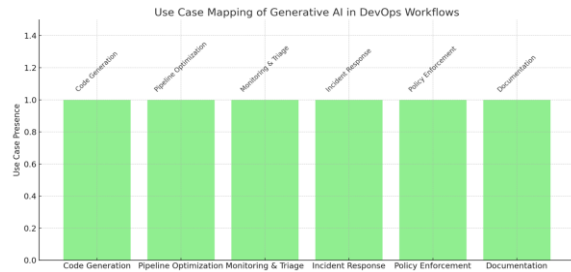 Use Case Mapping of Generative AI in DevOps Workflows
Use Case Presence
1.4
1.2
1.0
0.8
0.6
0.4
0.2
0.0
Code Generation
Pipeline Optimization
Monitoring & Triage
Incident Response
Policy Enforcement
Documentation
Code Generation Pipeline Optimization Monitoring & Triage Incident Response Policy Enforcement Documentation